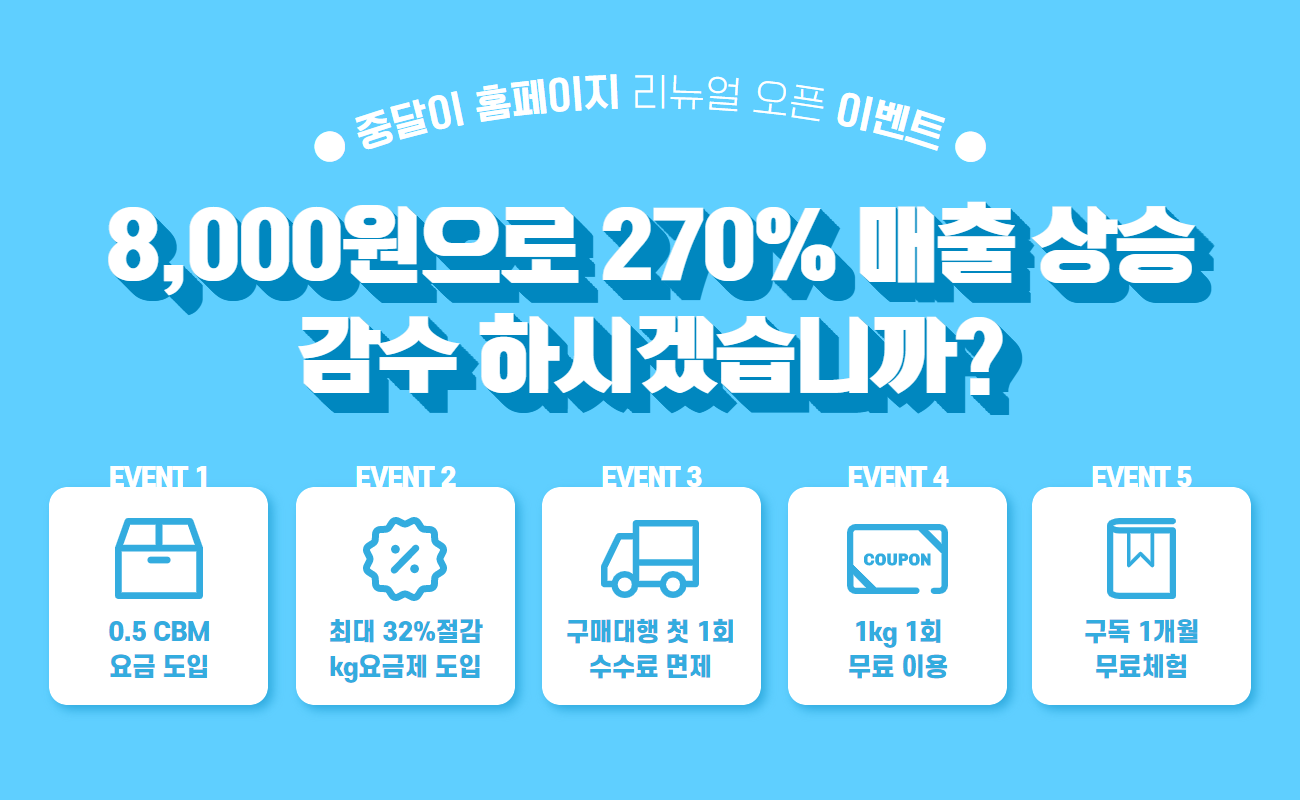 중달이 홈페이지 리뉴얼 오픈 이벤트
8,000원으로 270% 매출 상승
감수 하시겠습니까?
EVENT 1
0.5 CBM
요금 도입
EVENT 2
최대 32%절감
kg요금제 도입
EVENT 3
구매대행 첫 1회
수수료 면제
EVENT 4
COUPON
1kg 1회
무료 이용
EVENT 5
구독 1개월
무료체험